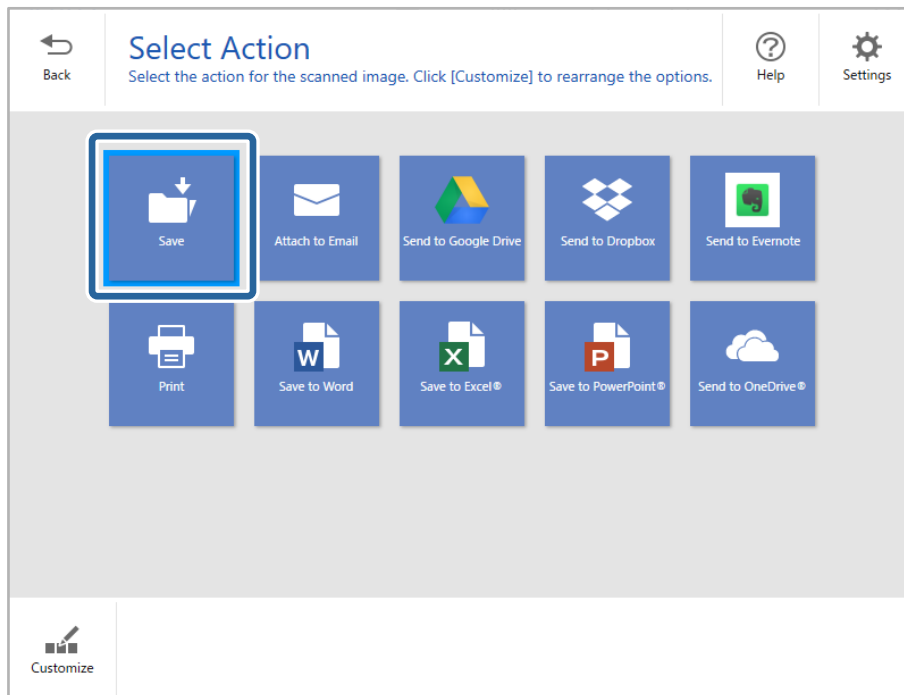 Back
Select Action
Select the action for the scanned image. Click [Customize] to rearrange the options.
Help
Settings
Save
Attach to Email
Send to Google Drive
Send to Dropbox
Send to Evernote
Print
W
Save to Word
X
Save to Excel®
P
Save to PowerPoint®
Send to OneDrive®
Customize